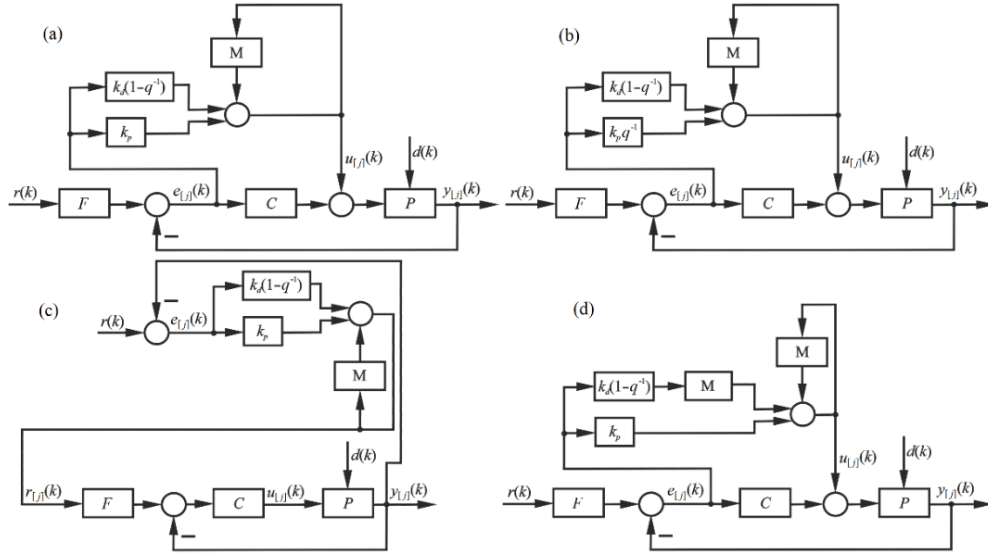 (a)
M
k_d(1-q^{-1})
k_p
u_{[j]}(k)
d(k)
r(k)
F
e_{[j]}(k)
C
P
y_{[j]}(k)
−
(b)
M
k_d(1-q^{-1})
k_p q^{-1}
u_{[j]}(k)
d(k)
r(k)
F
e_{[j]}(k)
C
P
y_{[j]}(k)
−
(c)
−
k_d(1-q^{-1})
r(k)
e_{[j]}(k)
k_p
M
d(k)
r_{[j]}(k)
F
C
u_{[j]}(k)
P
y_{[j]}(k)
−
(d)
M
k_d(1-q^{-1})
M
k_p
u_{[j]}(k)
d(k)
r(k)
F
e_{[j]}(k)
C
P
y_{[j]}(k)
−